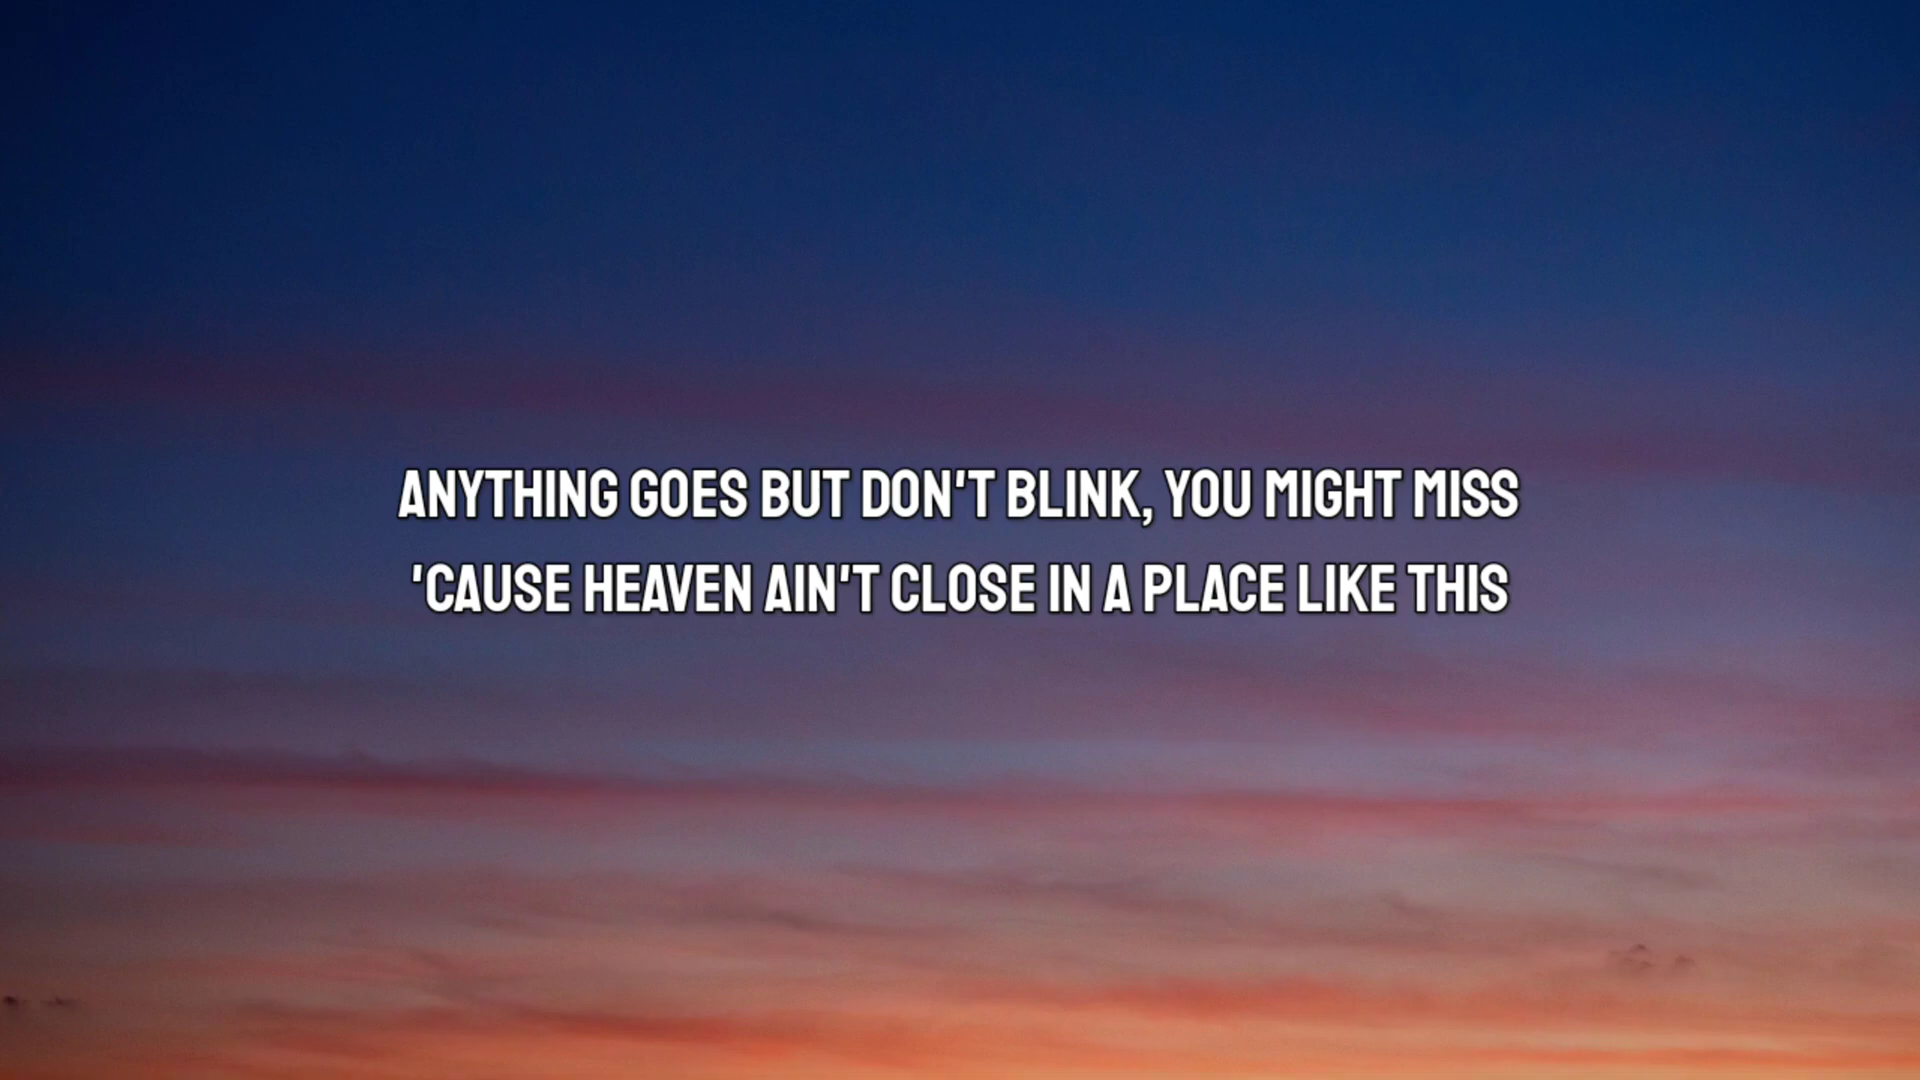 ANYTHING GOES BUT DON'T BLINK, YOU MIGHT MISS
'CAUSE HEAVEN AIN'T CLOSE IN A PLACE LIKE THIS